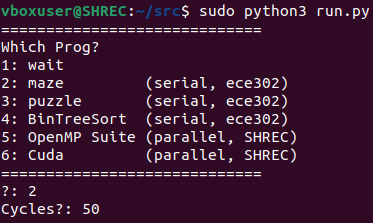 vboxuser@SHREC:~/src$ sudo python3 run.py
=============================
Which Prog?
1: wait
2: maze (serial, ece302)
3: puzzle (serial, ece302)
4: BinTreeSort (serial, ece302)
5: OpenMP Suite (parallel, SHREC)
6: Cuda (parallel, SHREC)
=============================
?: 2
Cycles?: 50